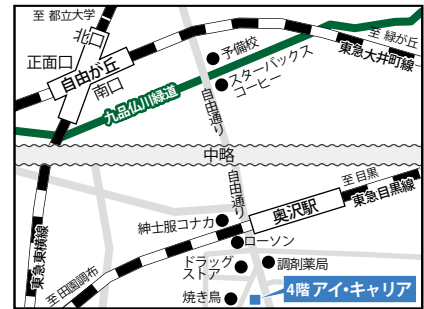 至 都立大学
北口
正面口
自由が丘
南口
九品仏川緑道
予備校
スターバックス
コーヒー
自由通り
至 緑が丘
東急大井町線
中略
自由通り
至 目黒
東急目黒線
奥沢駅
紳士服コナカ
ローソン
東急東横線
至 田園調布
ドラッグ
ストア
調剤薬局
焼き鳥
4階 アイ・キャリア